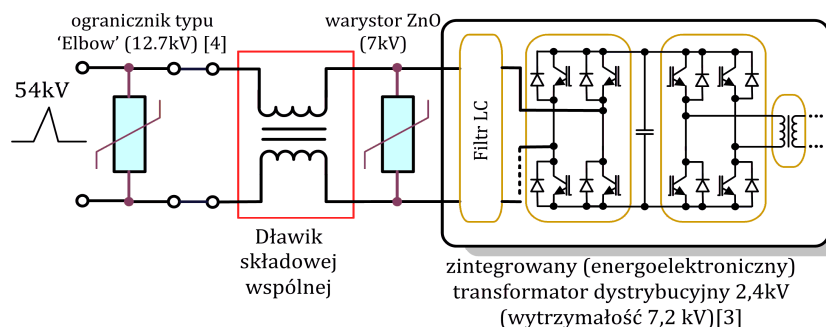 ogranicznik typu
‘Elbow’ (12.7kV) [4]
warystor ZnO
(7kV)
54kV
Filtr LC
Dławik
składowej
wspólnej
zintegrowany (energoelektroniczny)
transformator dystrybucyjny 2,4kV
(wytrzymałość 7,2 kV)[3]